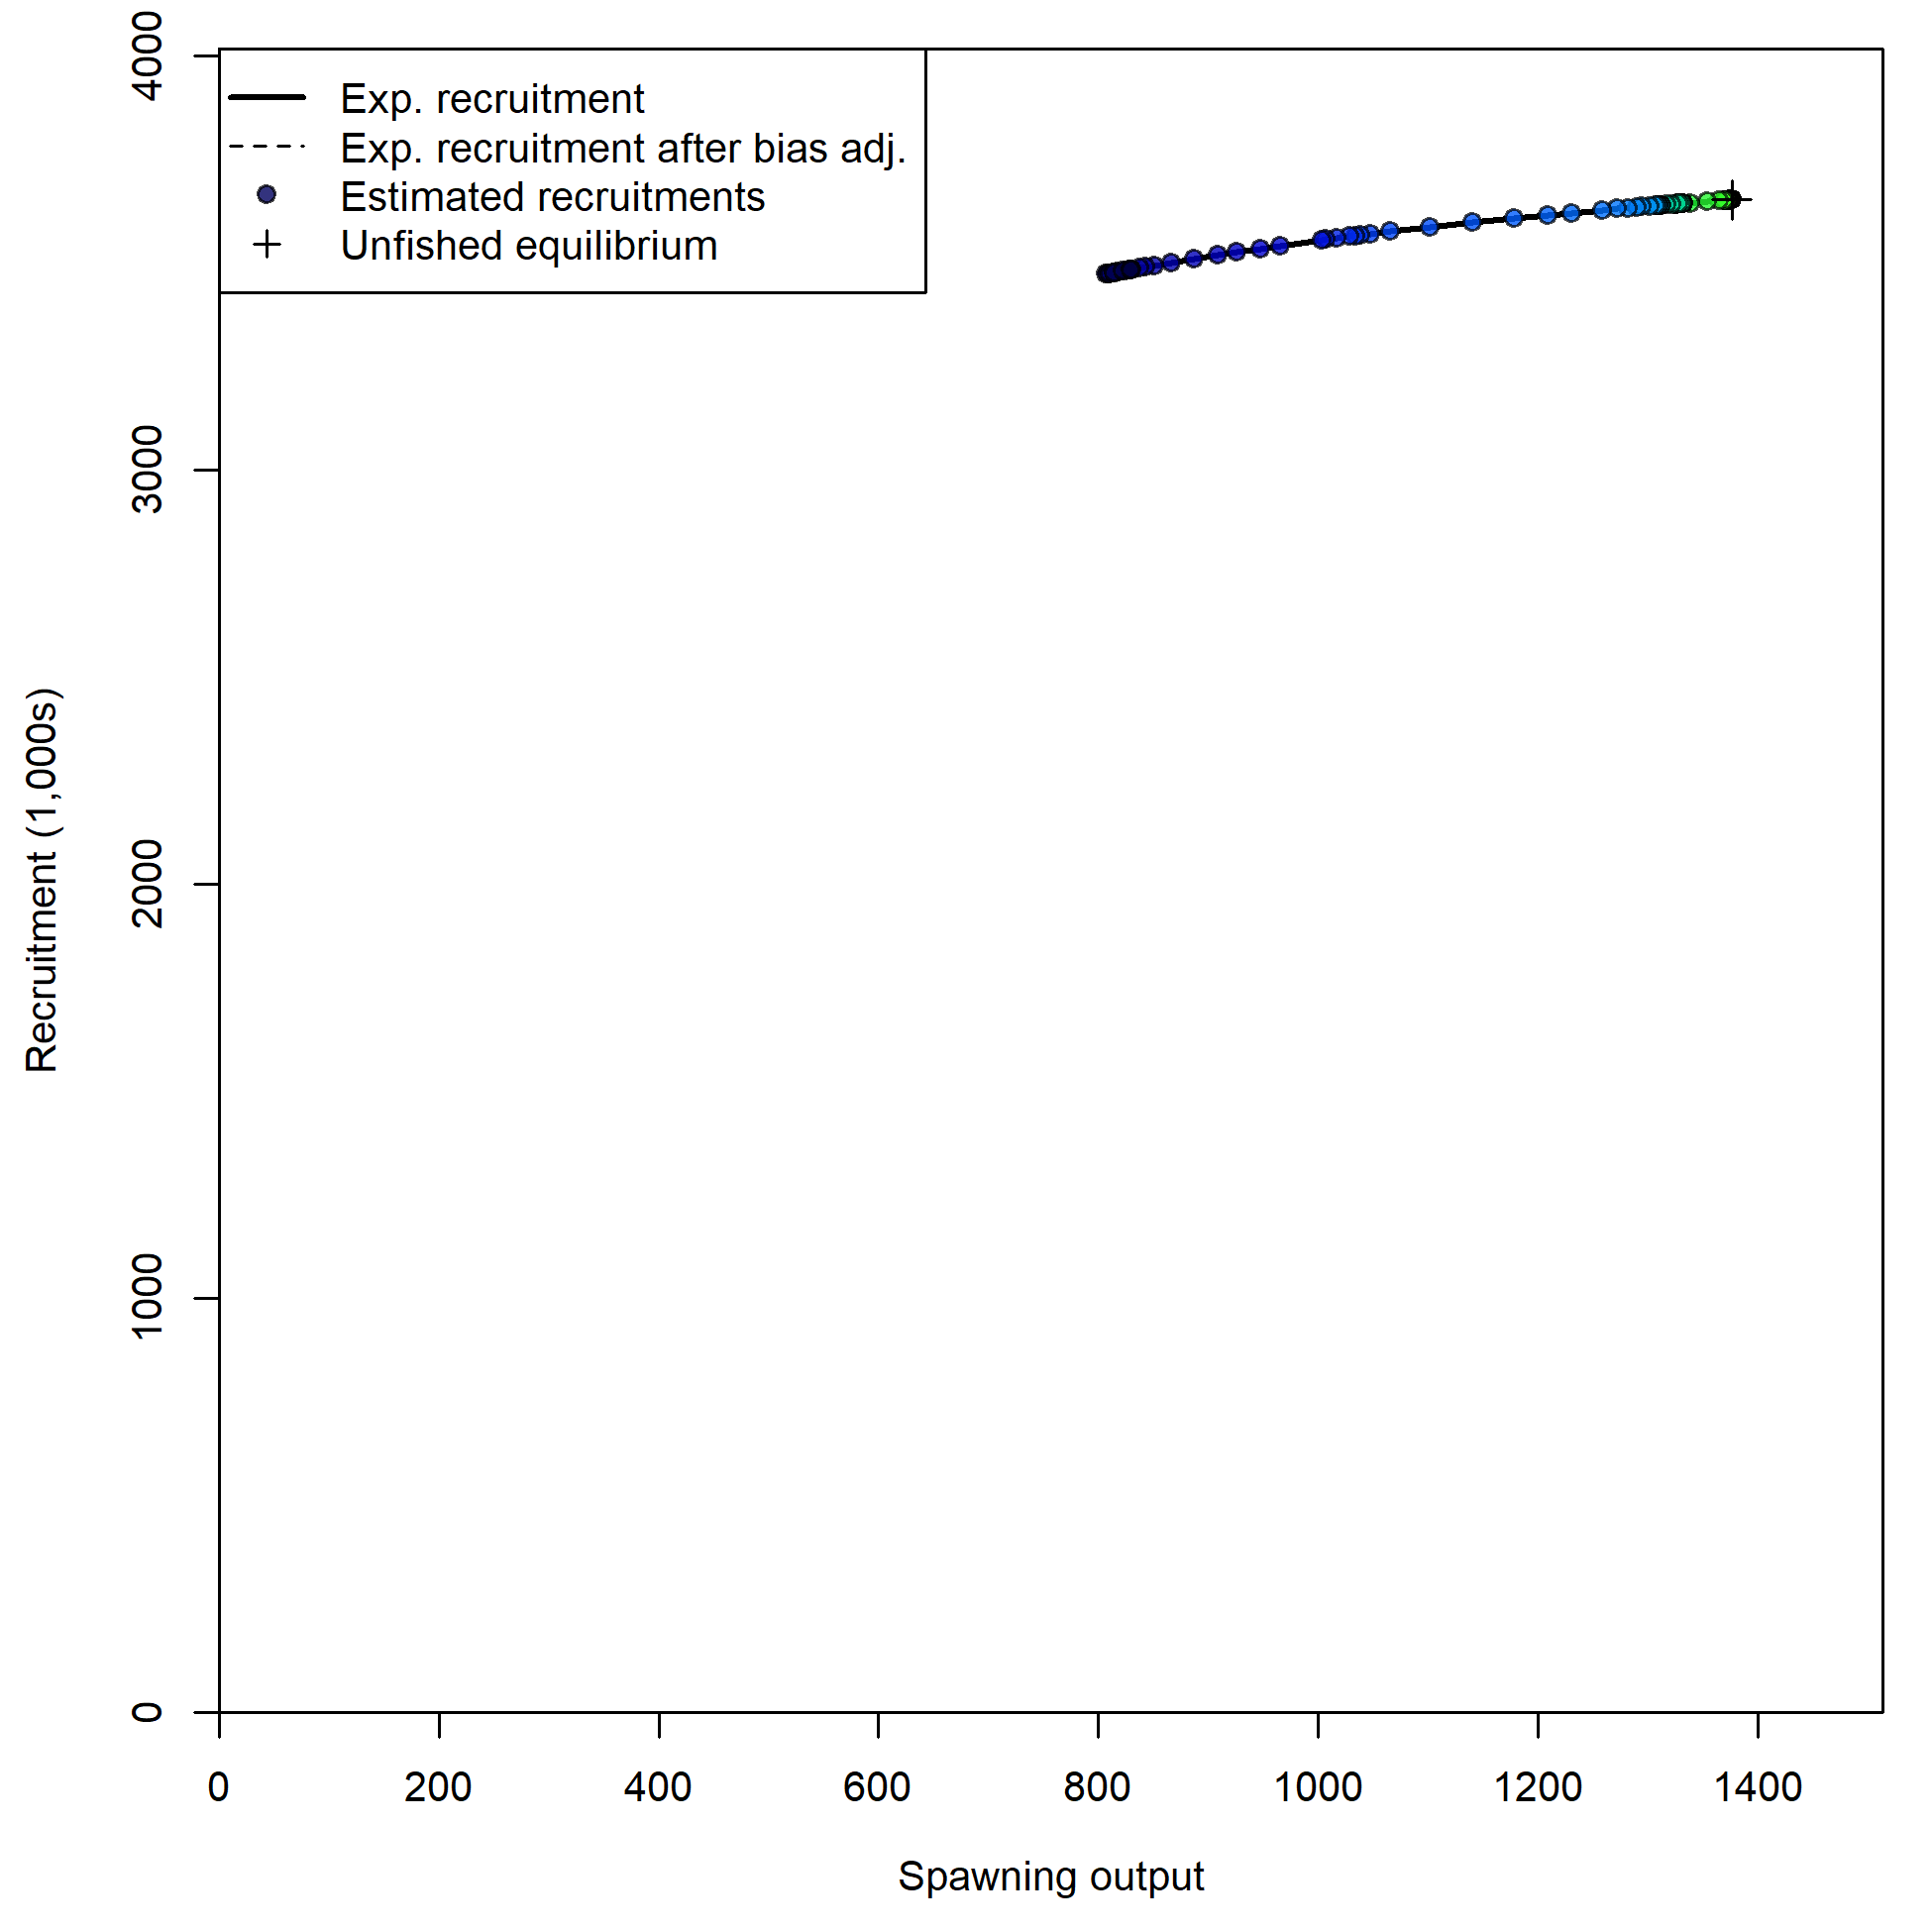 Exp. recruitment
Exp. recruitment after bias adj.
Estimated recruitments
Unfished equilibrium
4000
3000
2000
1000
0
Recruitment (1,000s)
0 200 400 600 800 1000 1200 1400
Spawning output